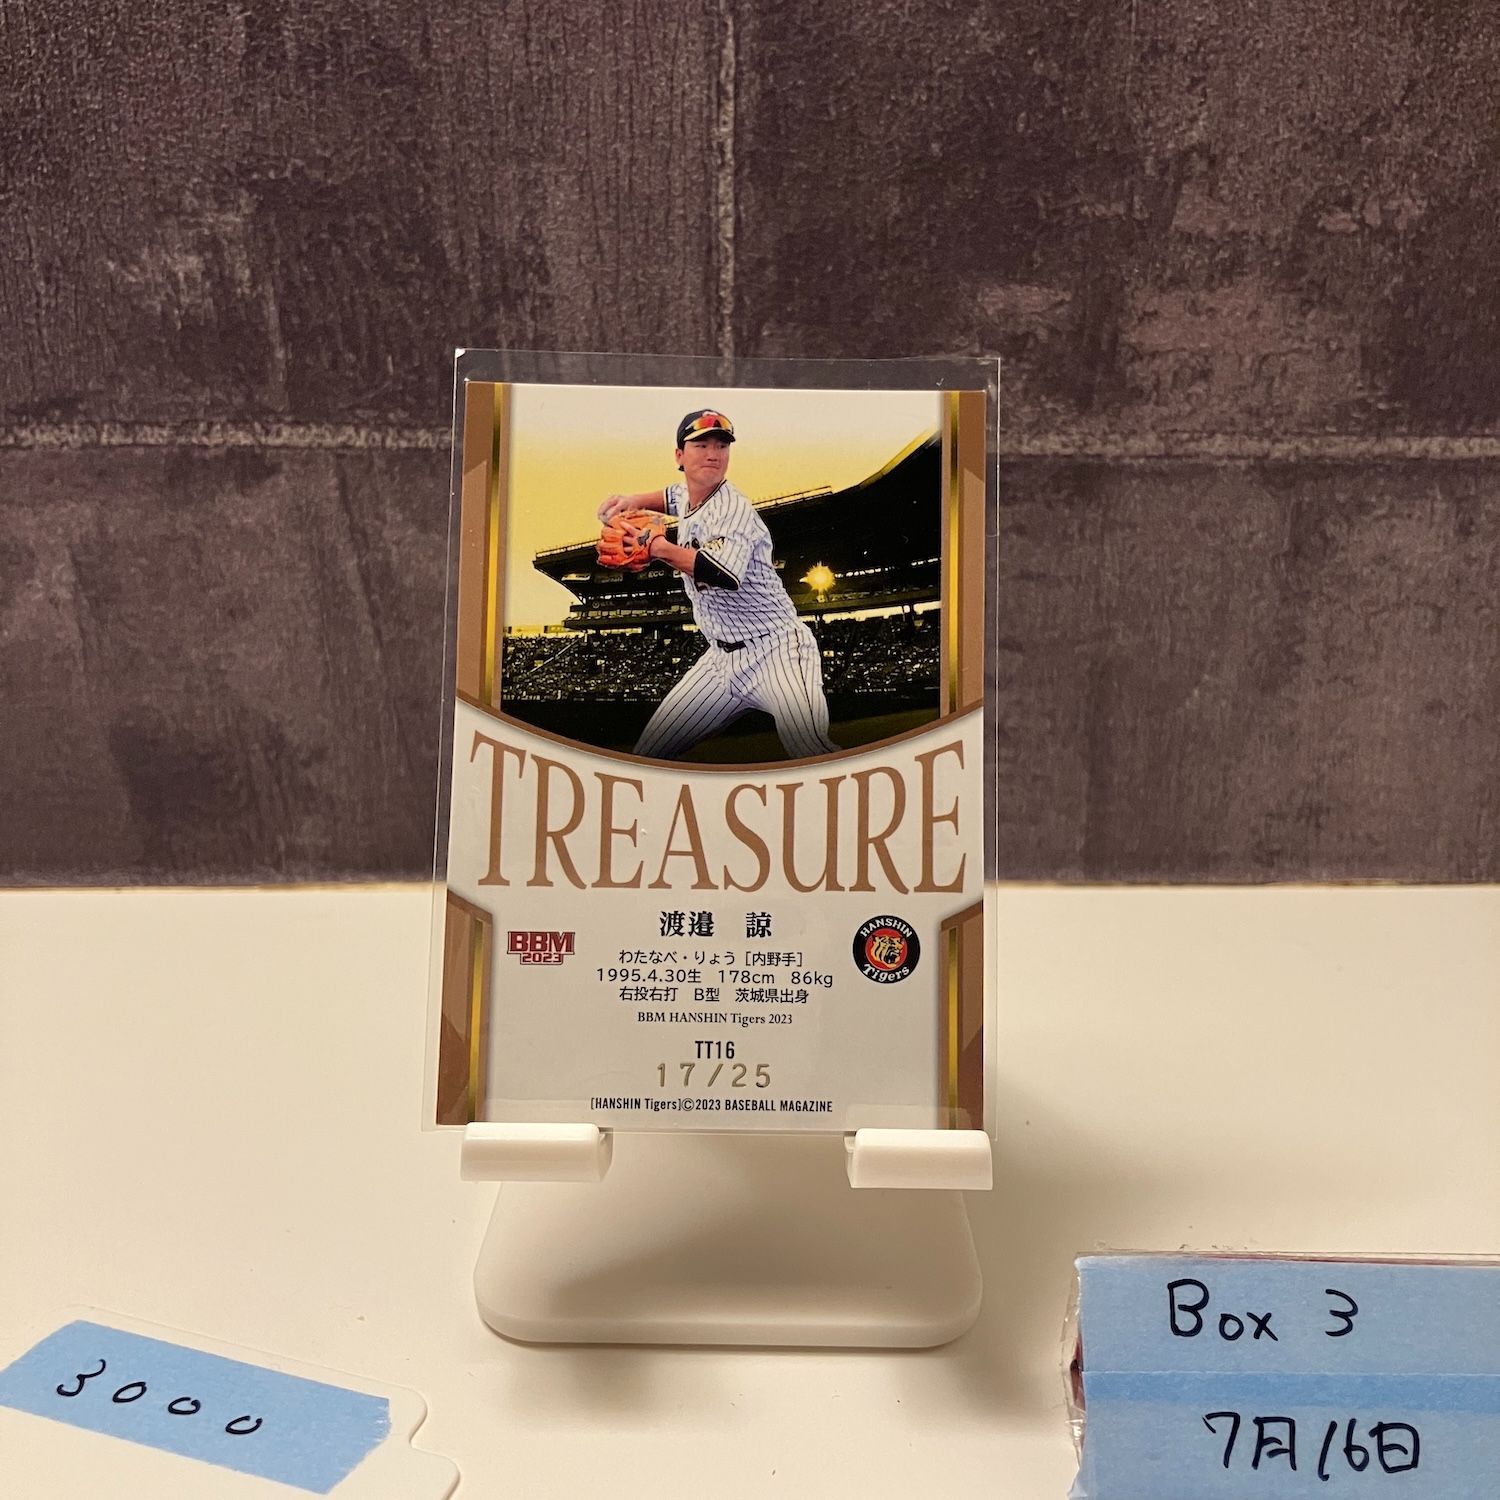 TREASURE
渡邉 諒
BBM
2023
わたなべ・りょう [内野手]
1995.4.30生 178cm 86kg
右投右打 B型 茨城県出身
BBM HANSHIN Tigers 2023
HANSHIN
Tigers
TT16
17/25
[HANSHIN Tigers]©2023 BASEBALL MAGAZINE
3000
Box 3
7月16日